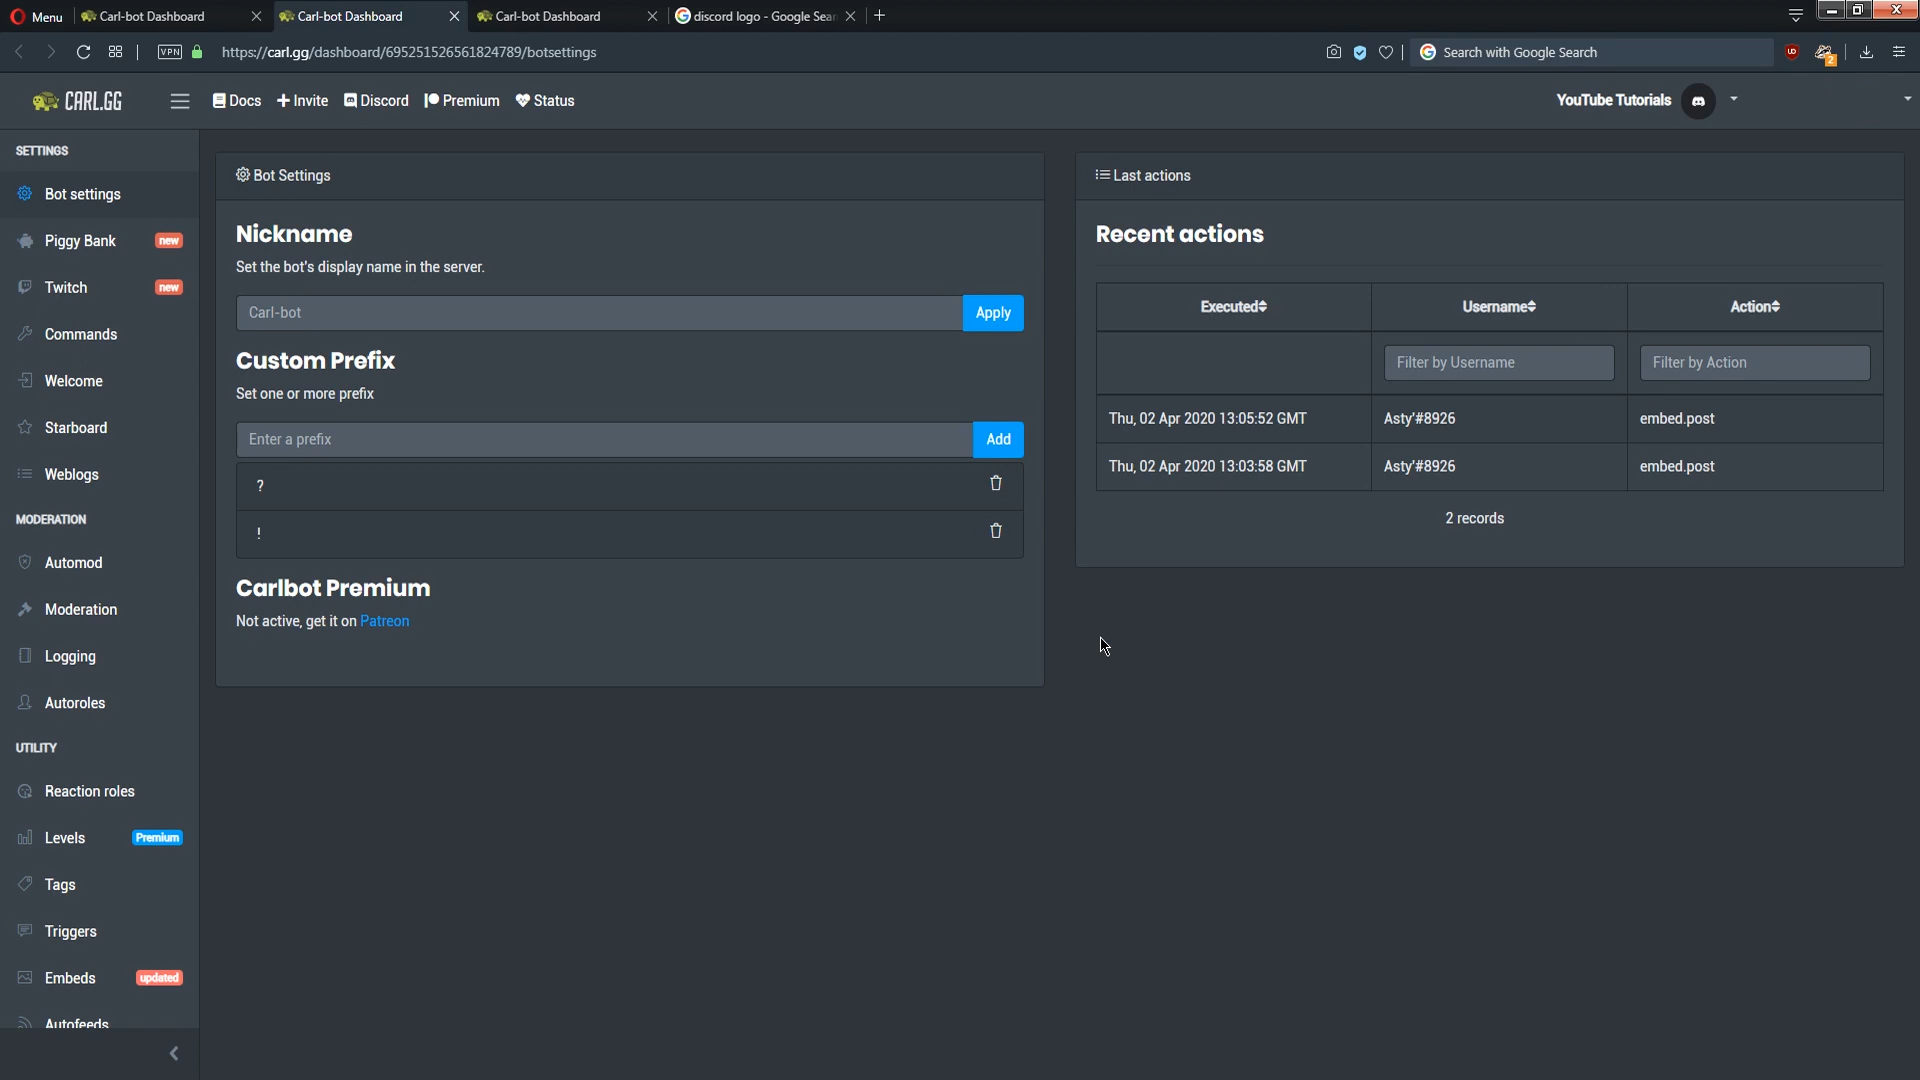 Menu
Carl-bot Dashboard
Carl-bot Dashboard
Carl-bot Dashboard
discord logo - Google Sea
VPN
https://carl.gg/dashboard/695251526561824789/botsettings
Search with Google Search
2
CARL.GG
Docs
Invite
Discord
Premium
Status
YouTube Tutorials
SETTINGS
Bot settings
Piggy Bank new
Twitch new
Commands
Welcome
Starboard
Weblogs
MODERATION
Automod
Moderation
Logging
Autoroles
UTILITY
Reaction roles
Levels Premium
Tags
Triggers
Embeds updated
Autofeeds
Bot Settings
Nickname
Set the bot's display name in the server.
Carl-bot Apply
Custom Prefix
Set one or more prefix
Enter a prefix Add
?
!
Carlbot Premium
Not active, get it on Patreon
Last actions
Recent actions
Executed Username Action
Filter by Username Filter by Action
Thu, 02 Apr 2020 13:05:52 GMT Asty'#8926 embed.post
Thu, 02 Apr 2020 13:03:58 GMT Asty'#8926 embed.post
2 records